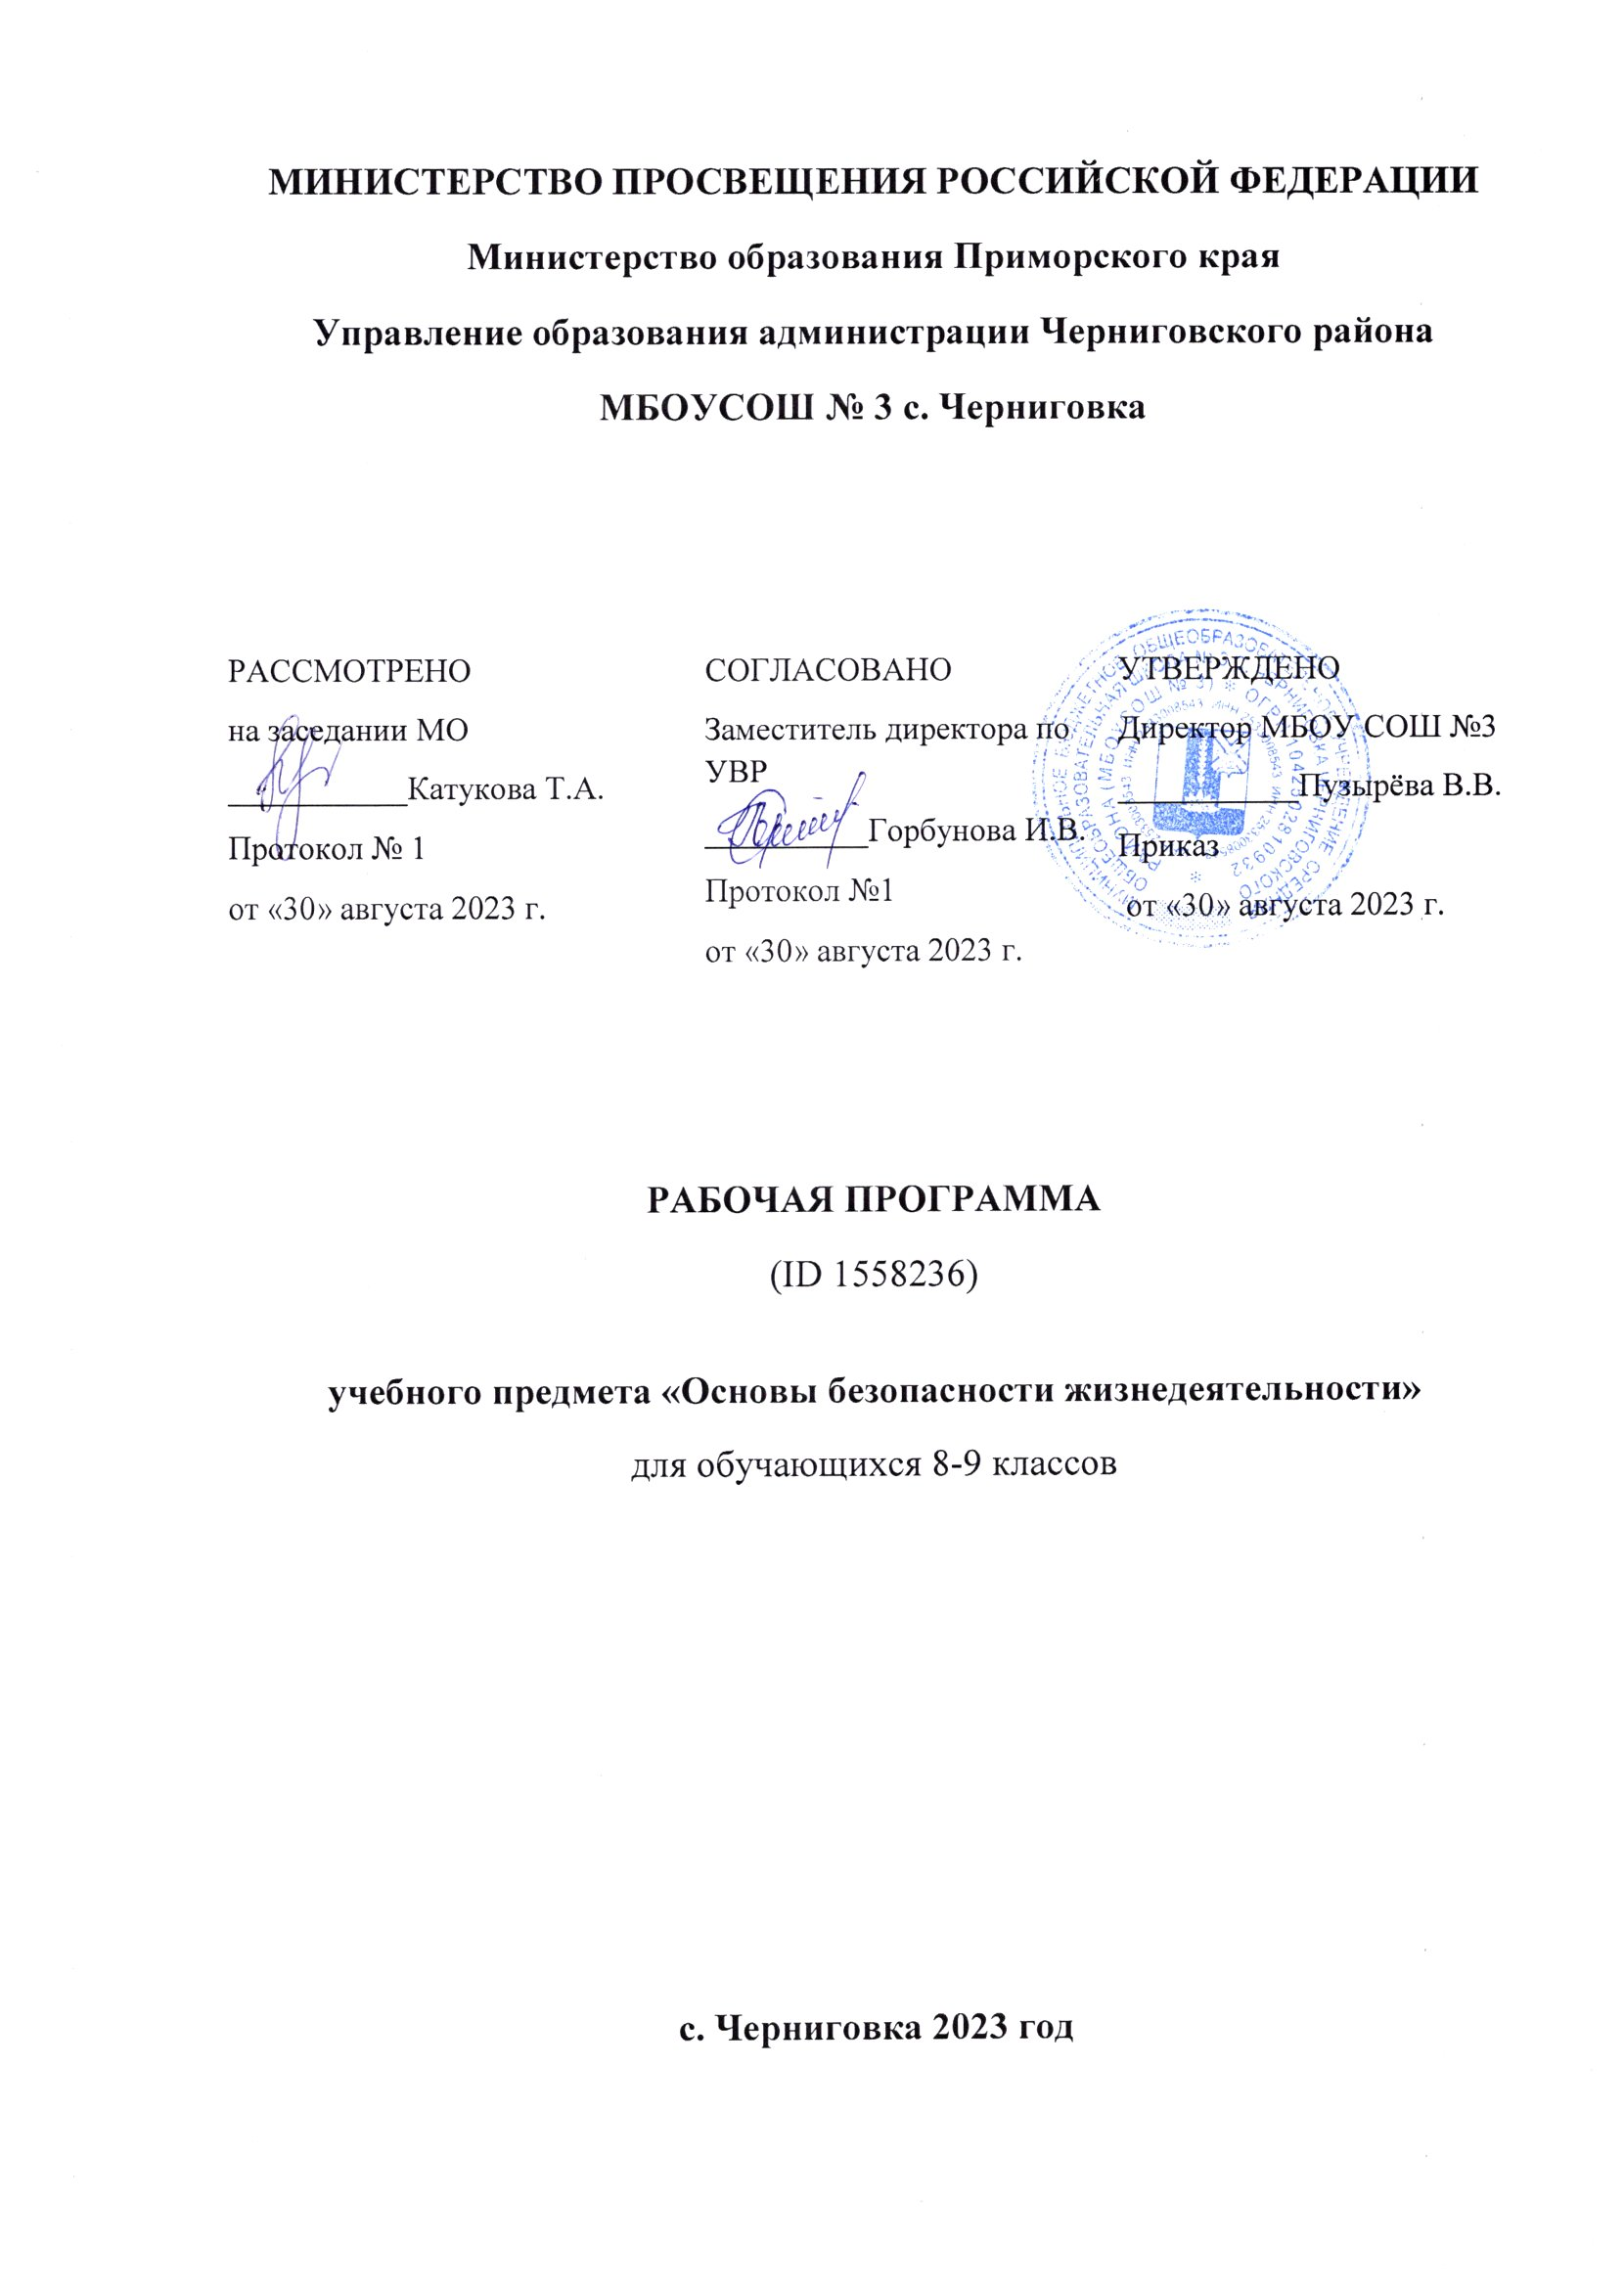 МИНИСТЕРСТВО ПРОСВЕЩЕНИЯ РОССИЙСКОЙ ФЕДЕРАЦИИ
Министерство образования Приморского края
Управление образования администрации Черниговского района
МБОУСОШ № 3 с. Черниговка
РАССМОТРЕНО
на заседании МО
___________Катукова Т.А.
Протокол № 1
от «30» августа 2023 г.
СОГЛАСОВАНО
Заместитель директора по
УВР
__________Горбунова И.В.
Протокол №1
от «30» августа 2023 г.
УТВЕРЖДЕНО
Директор МБОУ СОШ №3
___________Пузырёва В.В.
Приказ
от «30» августа 2023 г.
РАБОЧАЯ ПРОГРАММА
(ID 1558236)
учебного предмета «Основы безопасности жизнедеятельности»
для обучающихся 8-9 классов
с. Черниговка 2023 год